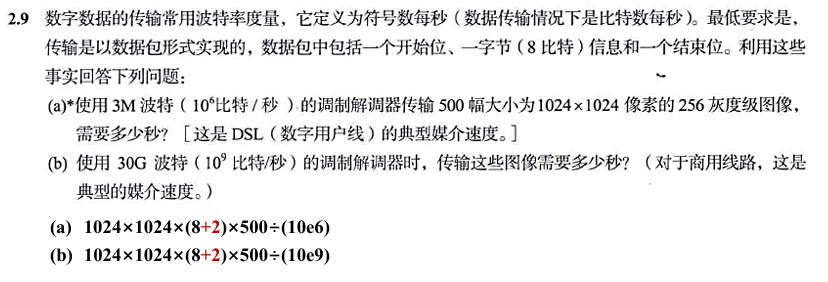 2.9 数字数据的传输常用波特率度量，它定义为符号数每秒（数据传输情况下是比特数每秒）。最低要求是，
传输是以数据包形式实现的，数据包中包括一个开始位、一字节（8 比特）信息和一个结束位。利用这些
事实回答下列问题：
(a)*使用 3M 波特（10⁶比特 / 秒 ）的调制解调器传输 500 幅大小为1024×1024 像素的 256 灰度级图像，
需要多少秒？［这是 DSL（数字用户线）的典型媒介速度。］
(b) 使用 30G 波特（10⁹ 比特/秒）的调制解调器时，传输这些图像需要多少秒？（对于商用线路，这是
典型的媒介速度。）
(a) 1024×1024×(8+2)×500÷(10e6)
(b) 1024×1024×(8+2)×500÷(10e9)